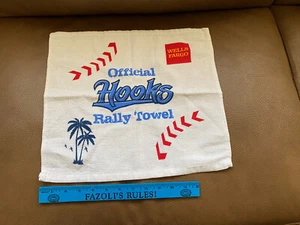 WELLS
FARGO
Official
Hooks
Rally Towel
FAZOLI'S RULES!